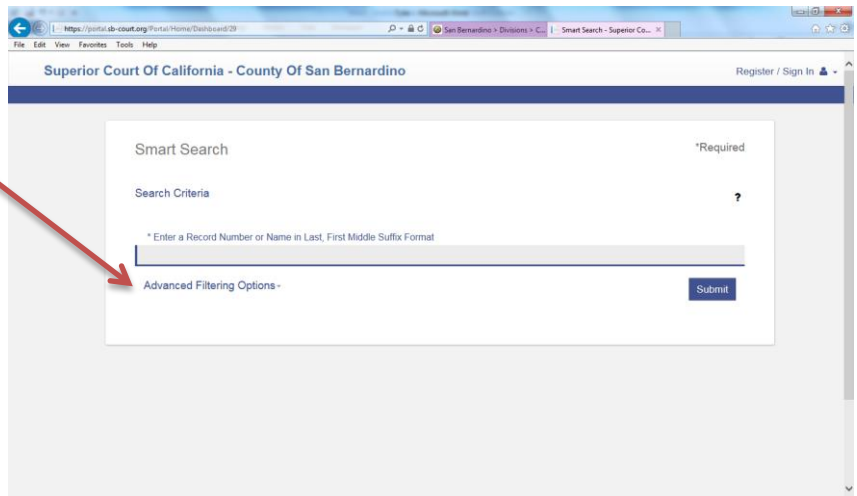 https://portal.sb-court.org/Portal/Home/Dashboard/29
San Bernardino > Divisions > C...
Smart Search - Superior Co...
File Edit View Favorites Tools Help
Superior Court Of California - County Of San Bernardino
Register / Sign In
Smart Search
*Required
Search Criteria
?
* Enter a Record Number or Name in Last, First Middle Suffix Format
Advanced Filtering Options
Submit